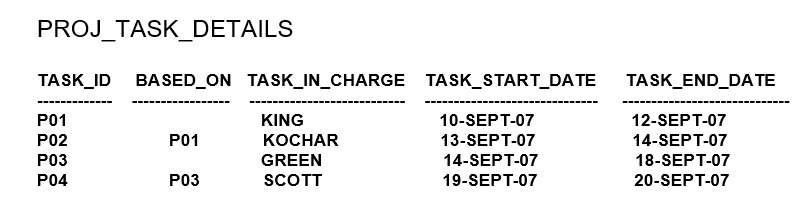 PROJ_TASK_DETAILS
TASK_ID BASED_ON TASK_IN_CHARGE TASK_START_DATE TASK_END_DATE
------------- ----------------- --------------------------- ------------------------------ -----------------------------
P01 KING 10-SEPT-07 12-SEPT-07
P02 P01 KOCHAR 13-SEPT-07 14-SEPT-07
P03 GREEN 14-SEPT-07 18-SEPT-07
P04 P03 SCOTT 19-SEPT-07 20-SEPT-07